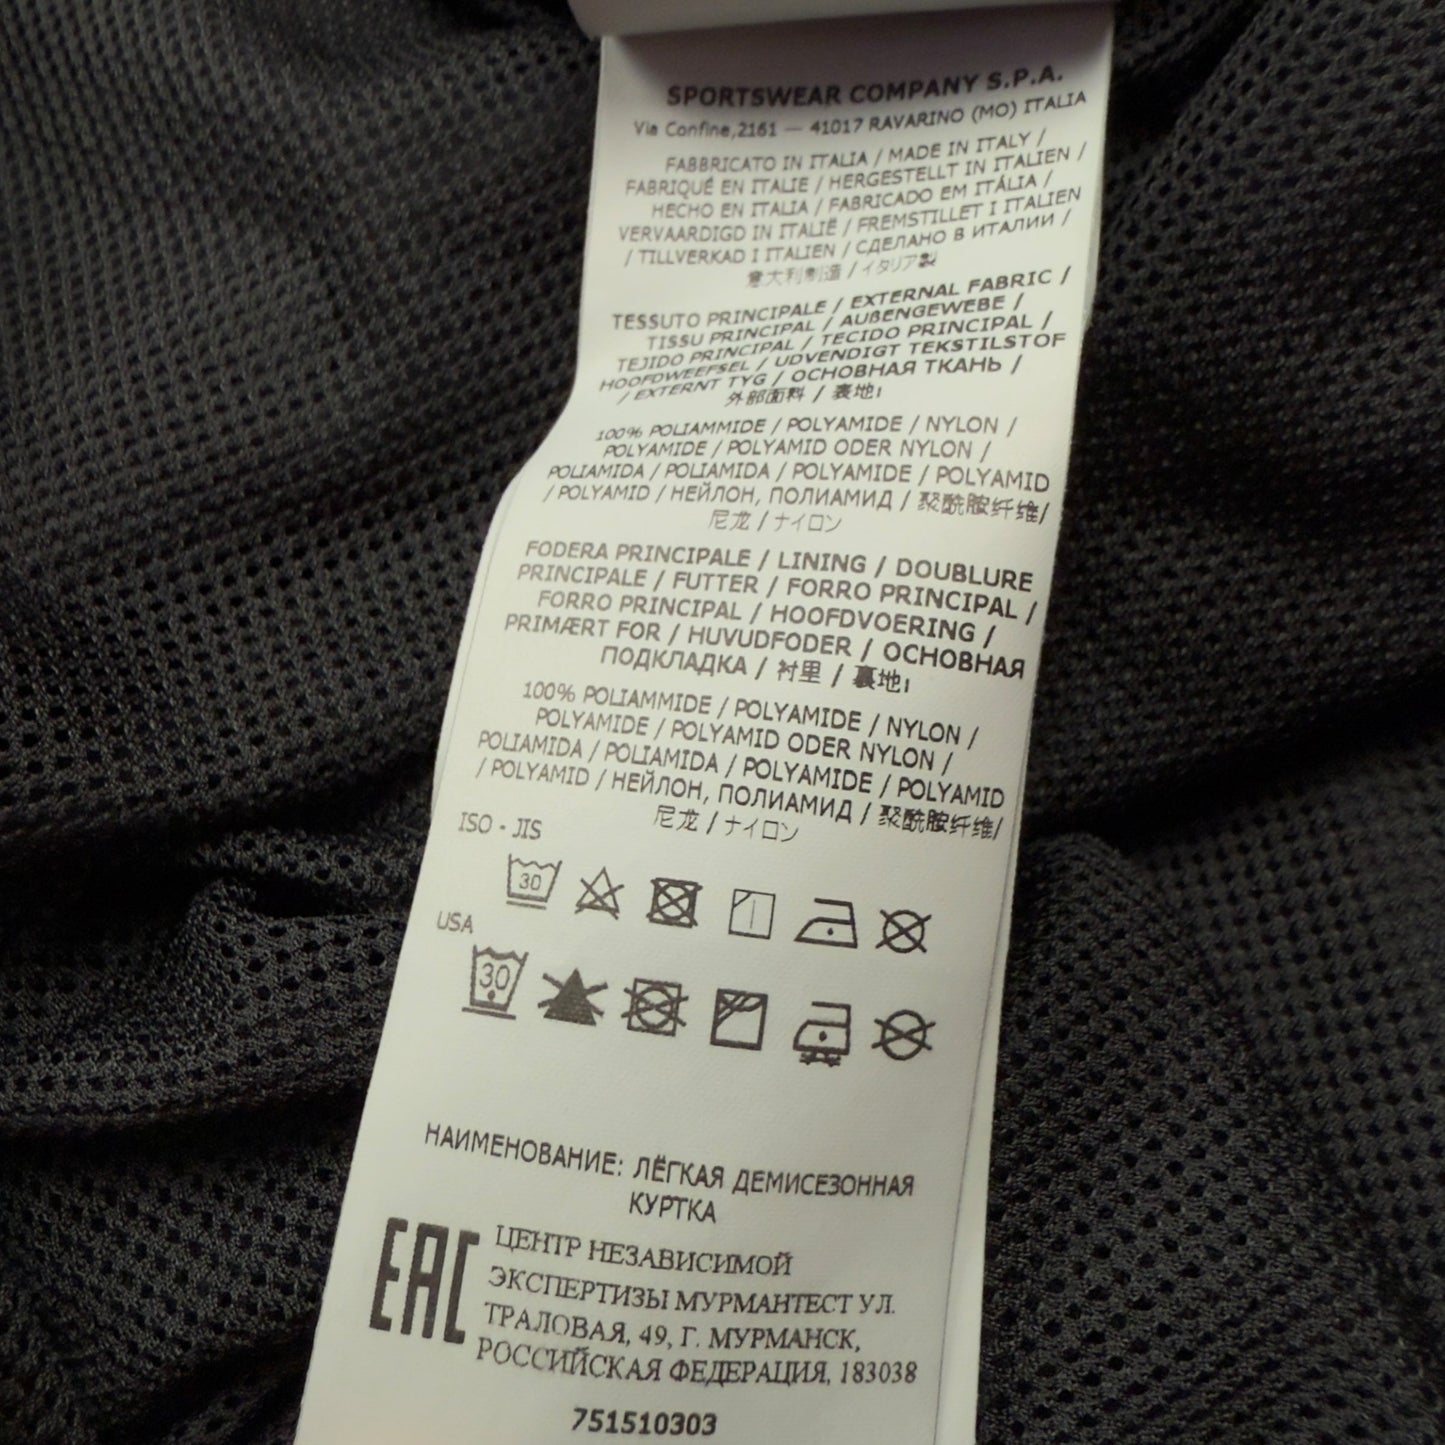 SPORTSWEAR COMPANY S.P.A.
Via Confine,2161 — 41017 RAVARINO (MO) ITALIA
FABBRICATO IN ITALIA / MADE IN ITALY /
FABRIQUÉ EN ITALIE / HERGESTELLT IN ITALIEN /
HECHO EN ITALIA / FABRICADO EM ITÁLIA /
VERVAARDIGD IN ITALIË / FREMSTILLET I ITALIEN
/ TILLVERKAD I ITALIEN / СДЕЛАНО В ИТАЛИИ /
意大利制造 / イタリア製
TESSUTO PRINCIPALE / EXTERNAL FABRIC /
TISSU PRINCIPAL / AUßENGEWEBE /
TEJIDO PRINCIPAL / TECIDO PRINCIPAL /
HOOFDWEEFSEL / UDVENDIGT TEKSTILSTOF
/ EXTERNT TYG / ОСНОВНАЯ ТКАНЬ /
外部面料 / 表地ı
100% POLIAMMIDE / POLYAMIDE / NYLON /
POLYAMIDE / POLYAMID ODER NYLON /
POLIAMIDA / POLIAMIDA / POLYAMIDE / POLYAMID
/ POLYAMID / НЕЙЛОН, ПОЛИАМИД / 聚酰胺纤维/
尼龙 / ナイロン
FODERA PRINCIPALE / LINING / DOUBLURE
PRINCIPALE / FUTTER / FORRO PRINCIPAL /
FORRO PRINCIPAL / HOOFDVOERING /
PRIMÆRT FOR / HUVUDFODER / ОСНОВНАЯ
ПОДКЛАДКА / 衬里 / 裏地ı
100% POLIAMMIDE / POLYAMIDE / NYLON /
POLYAMIDE / POLYAMID ODER NYLON /
POLIAMIDA / POLIAMIDA / POLYAMIDE / POLYAMID
/ POLYAMID / НЕЙЛОН, ПОЛИАМИД / 聚酰胺纤维/
尼龙 / ナイロン
ISO - JIS
30
USA
30
НАИМЕНОВАНИЕ: ЛЁГКАЯ ДЕМИСЕЗОННАЯ
КУРТКА
EAC
ЦЕНТР НЕЗАВИСИМОЙ
ЭКСПЕРТИЗЫ МУРМАНТЕСТ УЛ.
ТРАЛОВАЯ, 49, Г. МУРМАНСК,
РОССИЙСКАЯ ФЕДЕРАЦИЯ, 183038
751510303